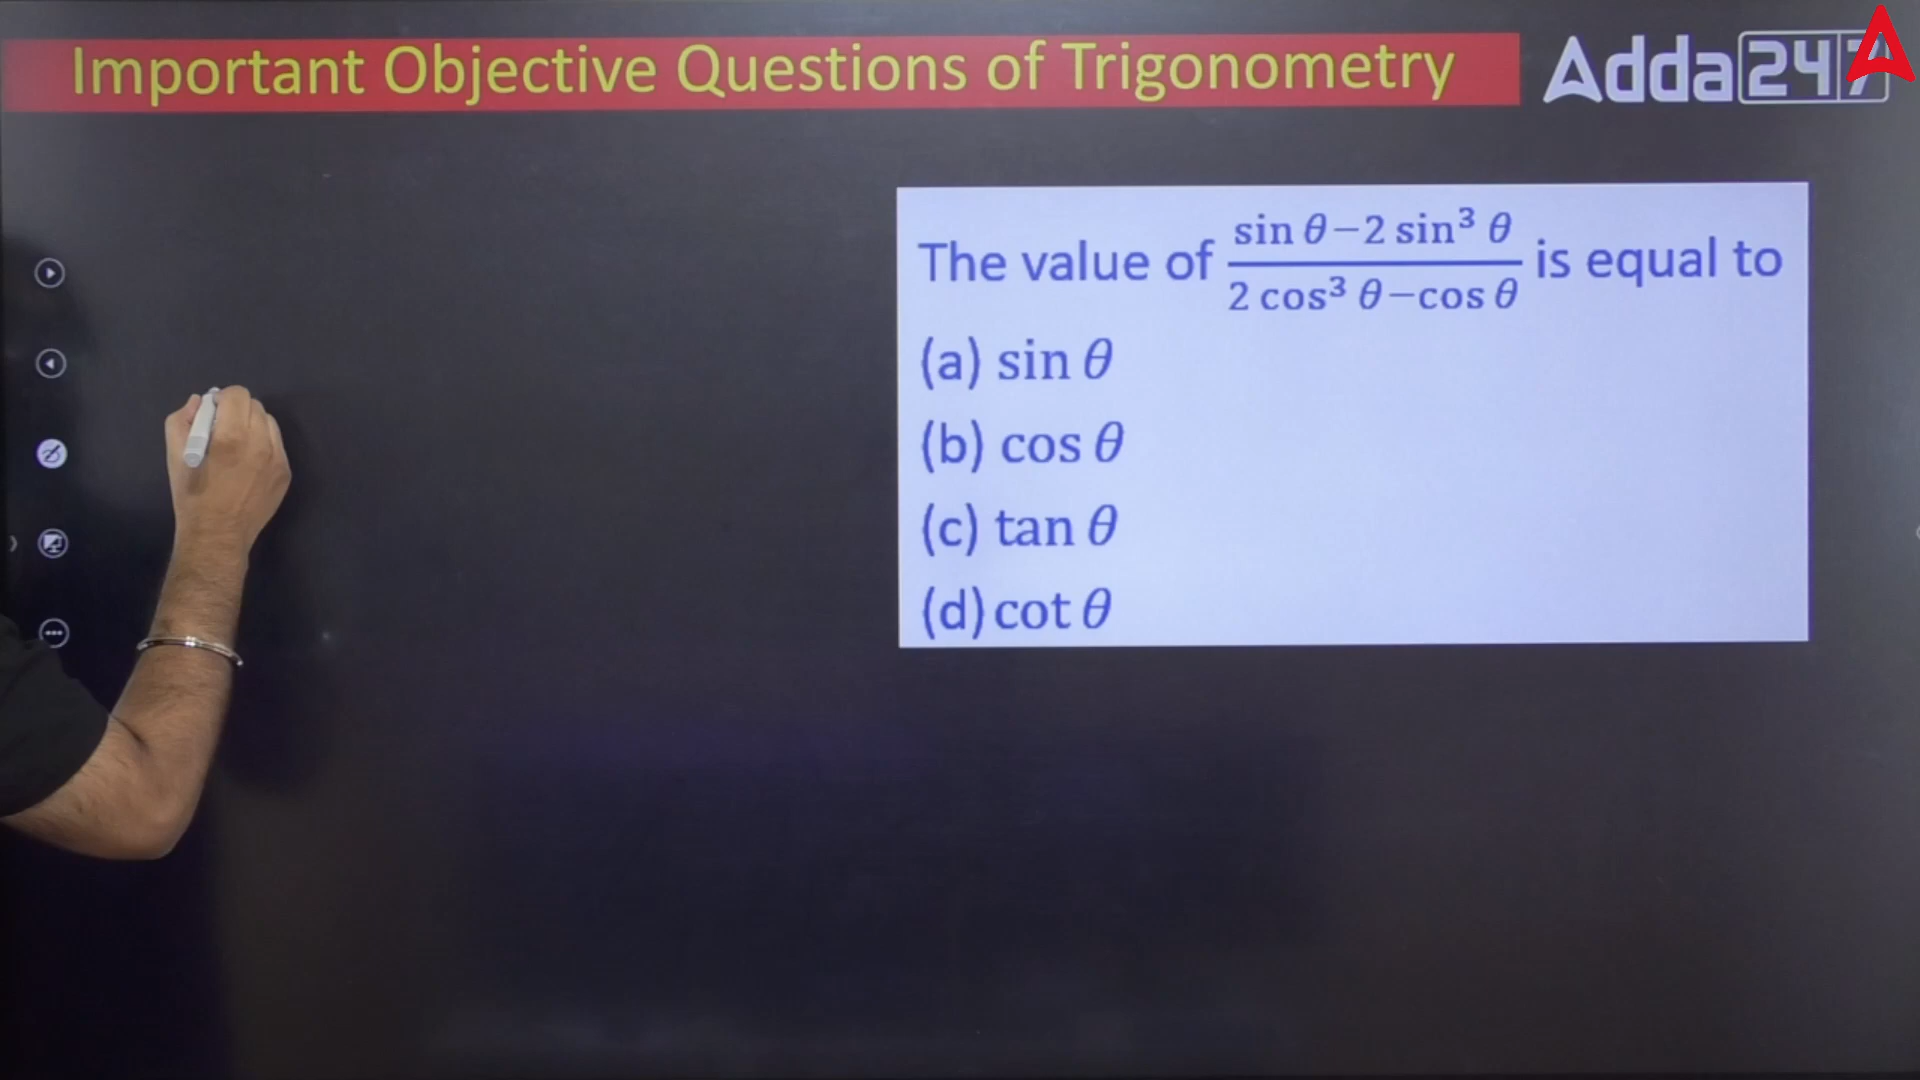 Important Objective Questions of Trigonometry
Adda247
The value of (sin θ−2 sin³ θ)/(2 cos³ θ−cos θ) is equal to
(a) sin θ
(b) cos θ
(c) tan θ
(d) cot θ